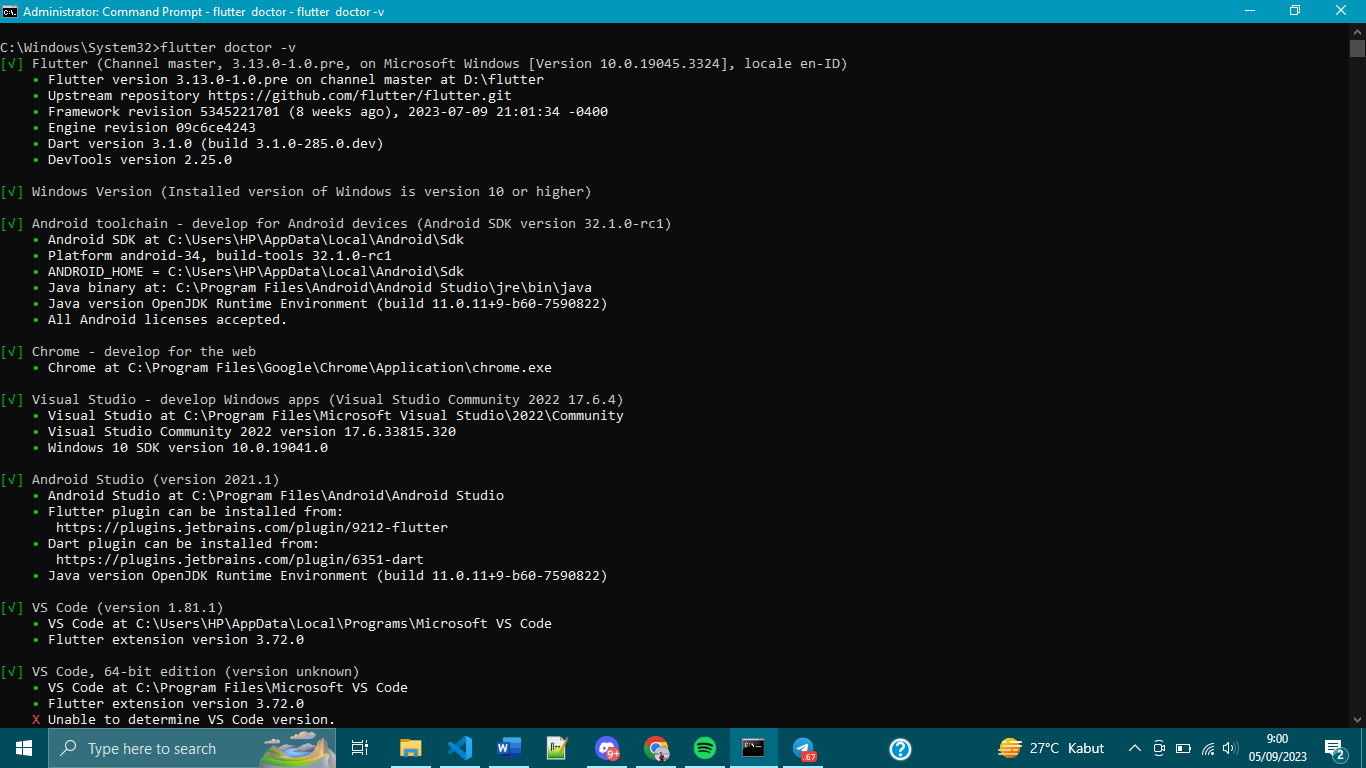 Administrator: Command Prompt - flutter  doctor - flutter  doctor -v
C:\Windows\System32>flutter doctor -v
[√] Flutter (Channel master, 3.13.0-1.0.pre, on Microsoft Windows [Version 10.0.19045.3324], locale en-ID)
• Flutter version 3.13.0-1.0.pre on channel master at D:\flutter
• Upstream repository https://github.com/flutter/flutter.git
• Framework revision 5345221701 (8 weeks ago), 2023-07-09 21:01:34 -0400
• Engine revision 09c6ce4243
• Dart version 3.1.0 (build 3.1.0-285.0.dev)
• DevTools version 2.25.0
[√] Windows Version (Installed version of Windows is version 10 or higher)
[√] Android toolchain - develop for Android devices (Android SDK version 32.1.0-rc1)
• Android SDK at C:\Users\HP\AppData\Local\Android\Sdk
• Platform android-34, build-tools 32.1.0-rc1
• ANDROID_HOME = C:\Users\HP\AppData\Local\Android\Sdk
• Java binary at: C:\Program Files\Android\Android Studio\jre\bin\java
• Java version OpenJDK Runtime Environment (build 11.0.11+9-b60-7590822)
• All Android licenses accepted.
[√] Chrome - develop for the web
• Chrome at C:\Program Files\Google\Chrome\Application\chrome.exe
[√] Visual Studio - develop Windows apps (Visual Studio Community 2022 17.6.4)
• Visual Studio at C:\Program Files\Microsoft Visual Studio\2022\Community
• Visual Studio Community 2022 version 17.6.33815.320
• Windows 10 SDK version 10.0.19041.0
[√] Android Studio (version 2021.1)
• Android Studio at C:\Program Files\Android\Android Studio
• Flutter plugin can be installed from:
https://plugins.jetbrains.com/plugin/9212-flutter
• Dart plugin can be installed from:
https://plugins.jetbrains.com/plugin/6351-dart
• Java version OpenJDK Runtime Environment (build 11.0.11+9-b60-7590822)
[√] VS Code (version 1.81.1)
• VS Code at C:\Users\HP\AppData\Local\Programs\Microsoft VS Code
• Flutter extension version 3.72.0
[√] VS Code, 64-bit edition (version unknown)
• VS Code at C:\Program Files\Microsoft VS Code
• Flutter extension version 3.72.0
X Unable to determine VS Code version.
Type here to search
9+
.67
27°C Kabut
9:00
05/09/2023
2